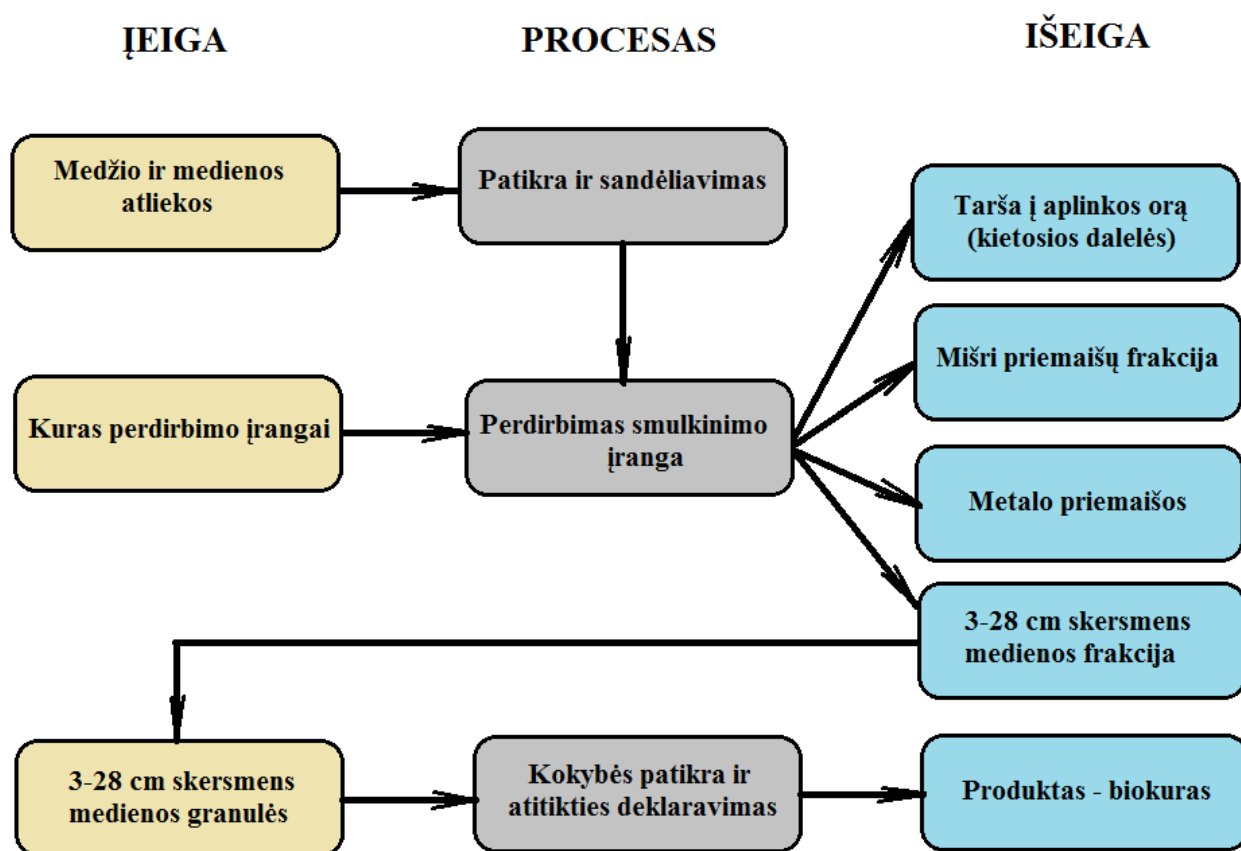 ĮEIGA
PROCESAS
IŠEIGA
Medžio ir medienos
atliekos
Patikra ir sandėliavimas
Tarša į aplinkos orą
(kietosios dalelės)
Mišri priemaišų frakcija
Kuras perdirbimo įrangai
Perdirbimas smulkinimo
įranga
Metalo priemaišos
3-28 cm skersmens
medienos frakcija
3-28 cm skersmens
medienos granulės
Kokybės patikra ir
atitikties deklaravimas
Produktas - biokuras